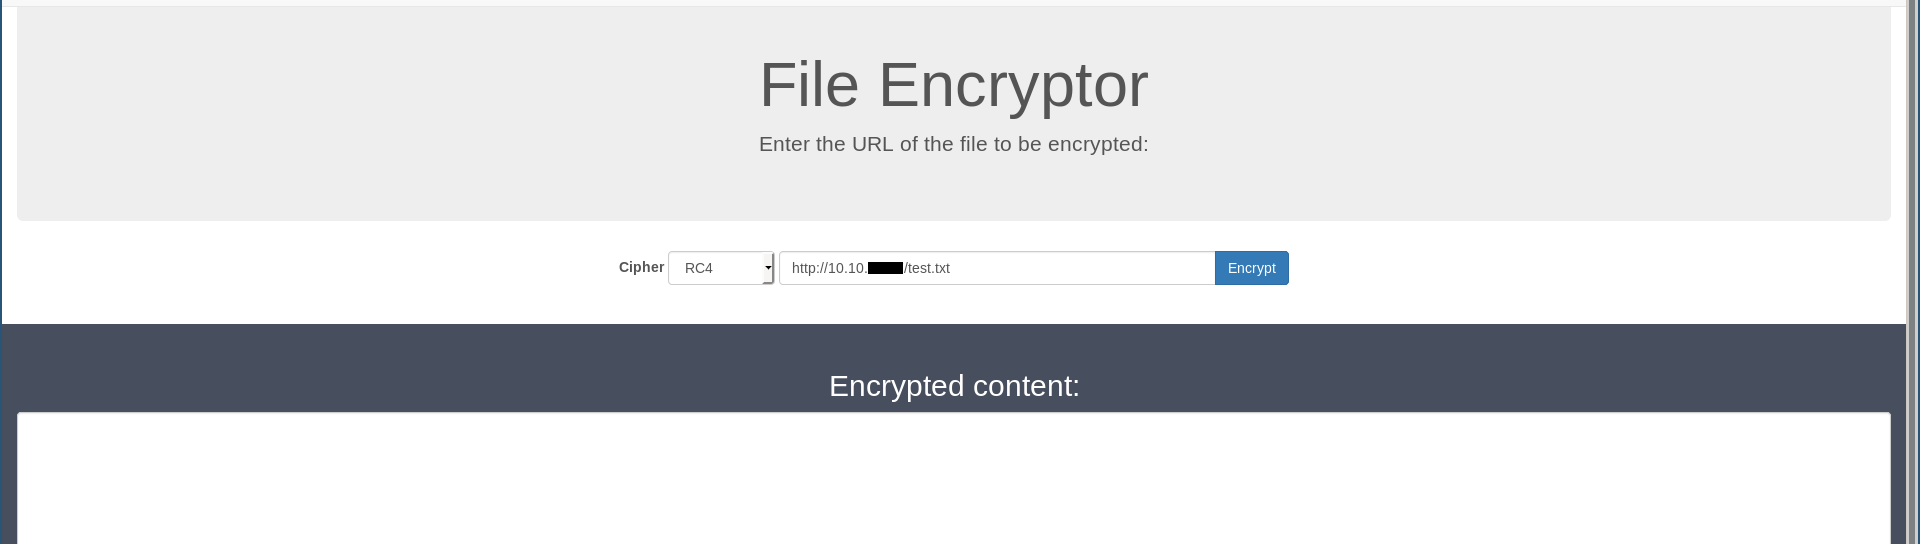 File Encryptor
Enter the URL of the file to be encrypted:
Cipher RC4 http://10.10. /test.txt Encrypt
Encrypted content: